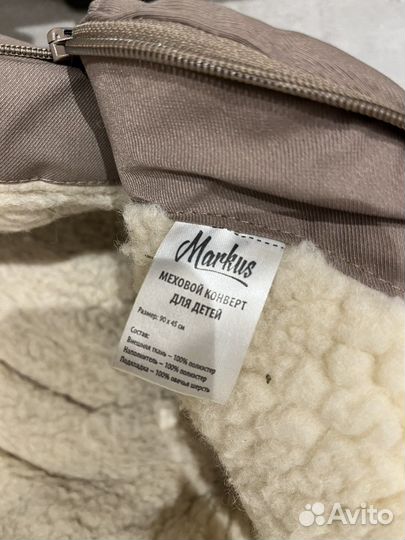 Markus
МЕХОВОЙ КОНВЕРТ
ДЛЯ ДЕТЕЙ
Размер: 90 х 45 см
Состав:
Внешная ткань — 100% полиэстер
Наполнитель — 100% полиэстер
Подкладка — 100% овечья шерсть
Avito